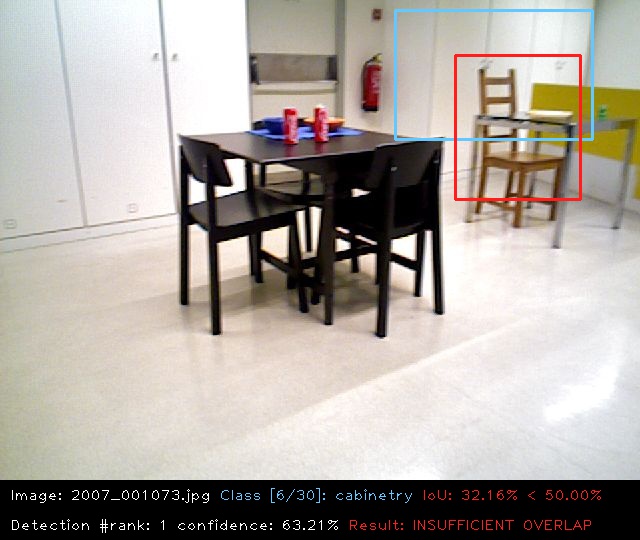 Image: 2007_001073.jpg Class [6/30]: cabinetry IoU: 32.16% < 50.00%
Detection #rank: 1 confidence: 63.21% Result: INSUFFICIENT OVERLAP